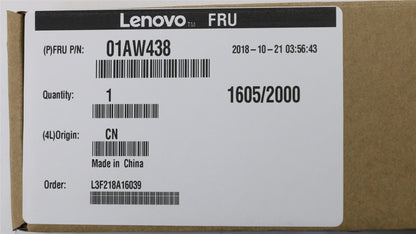 Lenovo™ FRU
(P)FRU P/N: 01AW438 2018-10-21 03:56:43
Quantity: 1 1605/2000
(4L)Origin: CN
Made in China
Order: L3F218A16039